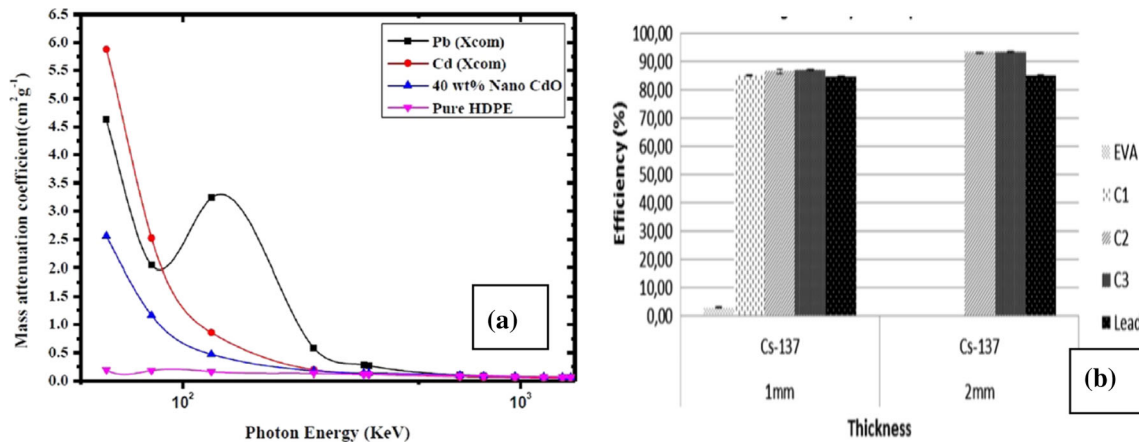 6.5
6.0
5.5
5.0
4.5
4.0
3.5
3.0
2.5
2.0
1.5
1.0
0.5
0.0
Mass attenuation coefficient(cm²g⁻¹)
Pb (Xcom)
Cd (Xcom)
40 wt% Nano CdO
Pure HDPE
(a)
10²
10³
Photon Energy (KeV)
100,00
90,00
80,00
70,00
60,00
50,00
40,00
30,00
20,00
10,00
0,00
Efficiency (%)
Cs-137
Cs-137
1mm
2mm
Thickness
EVA
C1
C2
C3
Lead
(b)